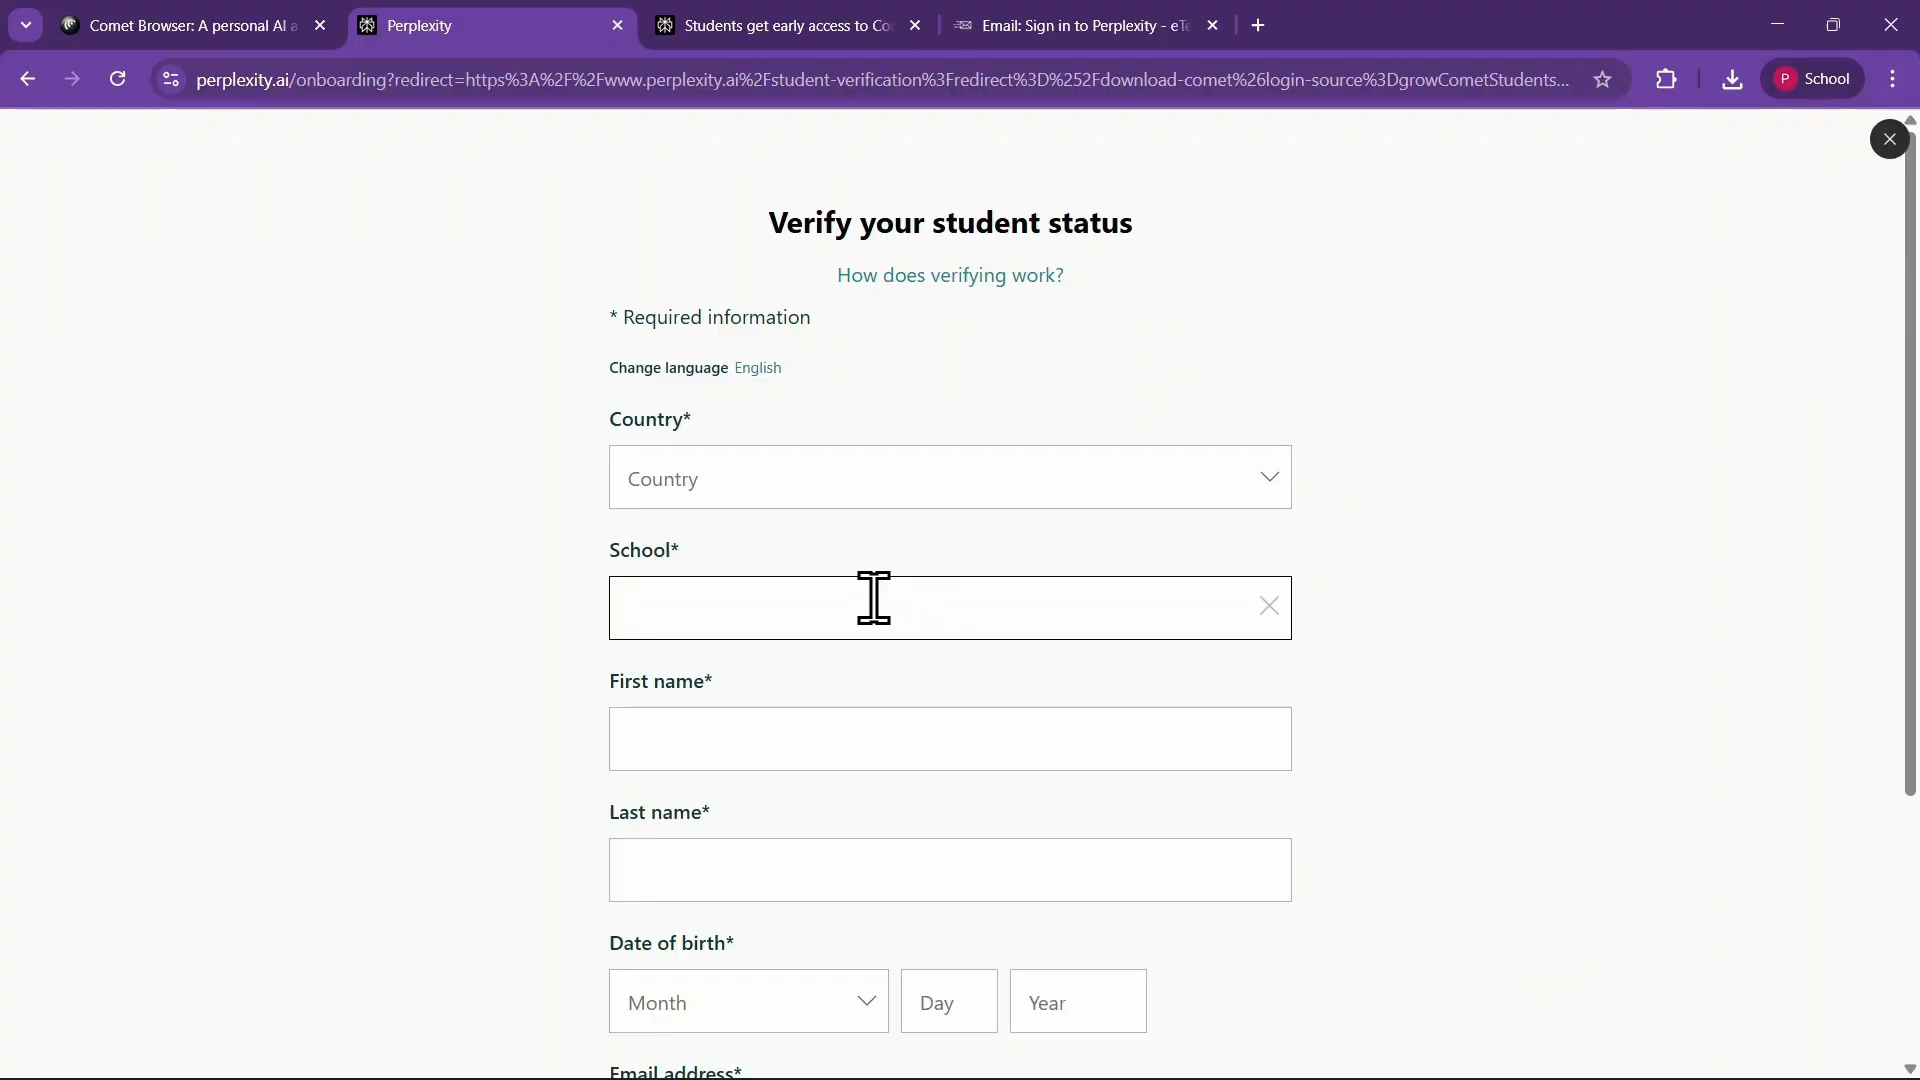 Comet Browser: A personal AI a
Perplexity
Students get early access to Co
Email: Sign in to Perplexity - eTe
perplexity.ai/onboarding?redirect=https%3A%2F%2Fwww.perplexity.ai%2Fstudent-verification%3Fredirect%3D%252Fdownload-comet%26login-source%3DgrowCometStudents...
P
School
Verify your student status
How does verifying work?
* Required information
Change language English
Country*
Country
School*
First name*
Last name*
Date of birth*
Month
Day
Year
Email address*